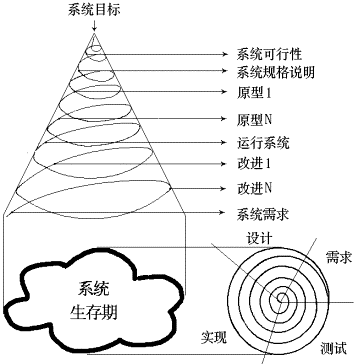 系统目标
系统可行性
系统规格说明
原型1
原型N
运行系统
改进1
改进N
系统需求
设计
需求
系统
生存期
实现
测试